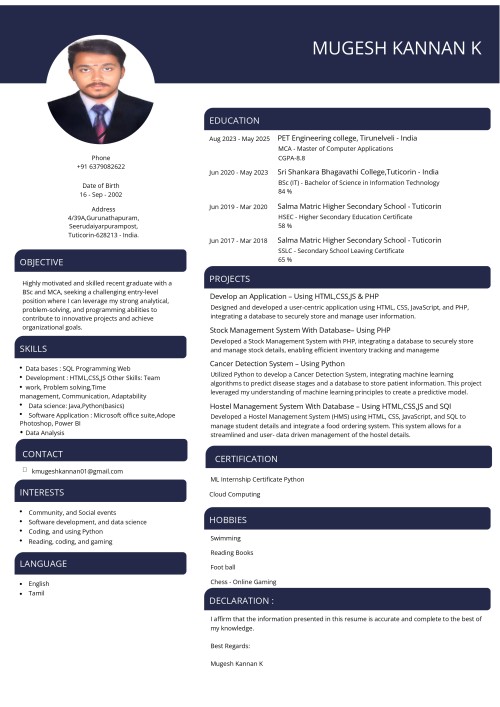 MUGESH KANNAN K
Phone
+91 6379082622
Date of Birth
16 - Sep - 2002
Address
4/39A,Gurunathapuram,
Seerudaiyarpurampost,
Tuticorin-628213 - India.
OBJECTIVE
Highly motivated and skilled recent graduate with a
BSc and MCA, seeking a challenging entry-level
position where I can leverage my strong analytical,
problem-solving, and programming abilities to
contribute to innovative projects and achieve
organizational goals.
SKILLS
• Data bases : SQL Programming Web
• Development : HTML,CSS,JS Other Skills: Team
• work, Problem solving,Time
management, Communication, Adaptability
• Data science: Java,Python(basics)
• Software Application : Microsoft office suite,Adope
Photoshop, Power BI
• Data Analysis
CONTACT
kmugeshkannan01@gmail.com
INTERESTS
• Community, and Social events
• Software development, and data science
• Coding, and using Python
• Reading, coding, and gaming
LANGUAGE
• English
• Tamil
EDUCATION
Aug 2023 - May 2025 PET Engineering college, Tirunelveli - India
MCA - Master of Computer Applications
CGPA-8.8
Jun 2020 - May 2023 Sri Shankara Bhagavathi College,Tuticorin - India
BSc (IT) - Bachelor of Science in Information Technology
84 %
Jun 2019 - Mar 2020 Salma Matric Higher Secondary School - Tuticorin
HSEC - Higher Secondary Education Certificate
58 %
Jun 2017 - Mar 2018 Salma Matric Higher Secondary School - Tuticorin
SSLC - Secondary School Leaving Certificate
65 %
PROJECTS
Develop an Application – Using HTML,CSS,JS & PHP
Designed and developed a user-centric application using HTML, CSS, JavaScript, and PHP,
integrating a database to securely store and manage user information.
Stock Management System With Database– Using PHP
Developed a Stock Management System with PHP, integrating a database to securely store
and manage stock details, enabling efficient inventory tracking and manageme
Cancer Detection System – Using Python
Utilized Python to develop a Cancer Detection System, integrating machine learning
algorithms to predict disease stages and a database to store patient information. This project
leveraged my understanding of machine learning principles to create a predictive model.
Hostel Management System With Database – Using HTML,CSS,JS and SQl
Developed a Hostel Management System (HMS) using HTML, CSS, JavaScript, and SQL to
manage student details and integrate a food ordering system. This system allows for a
streamlined and user- data driven management of the hostel details.
CERTIFICATION
ML Internship Certificate Python
Cloud Computing
HOBBIES
Swimming
Reading Books
Foot ball
Chess - Online Gaming
DECLARATION :
I affirm that the information presented in this resume is accurate and complete to the best of
my knowledge.
Best Regards:
Mugesh Kannan K